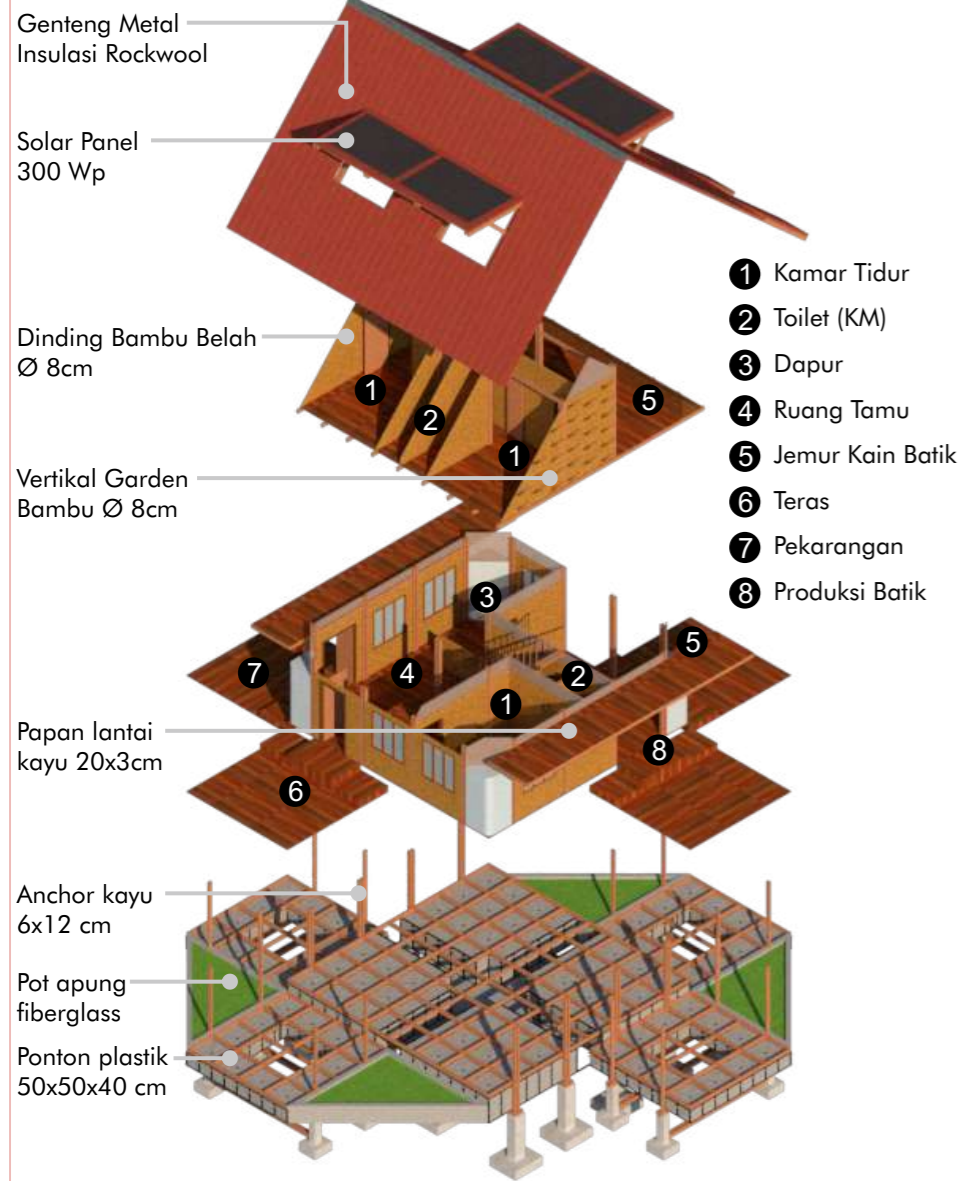 Genteng Metal
Insulasi Rockwool
Solar Panel
300 Wp
1 Kamar Tidur
2 Toilet (KM)
3 Dapur
4 Ruang Tamu
5 Jemur Kain Batik
6 Teras
7 Pekarangan
8 Produksi Batik
Dinding Bambu Belah
Ø 8cm
1
2
1
5
Vertikal Garden
Bambu Ø 8cm
3
5
7
4
2
1
8
Papan lantai
kayu 20x3cm
6
Anchor kayu
6x12 cm
Pot apung
fiberglass
Ponton plastik
50x50x40 cm